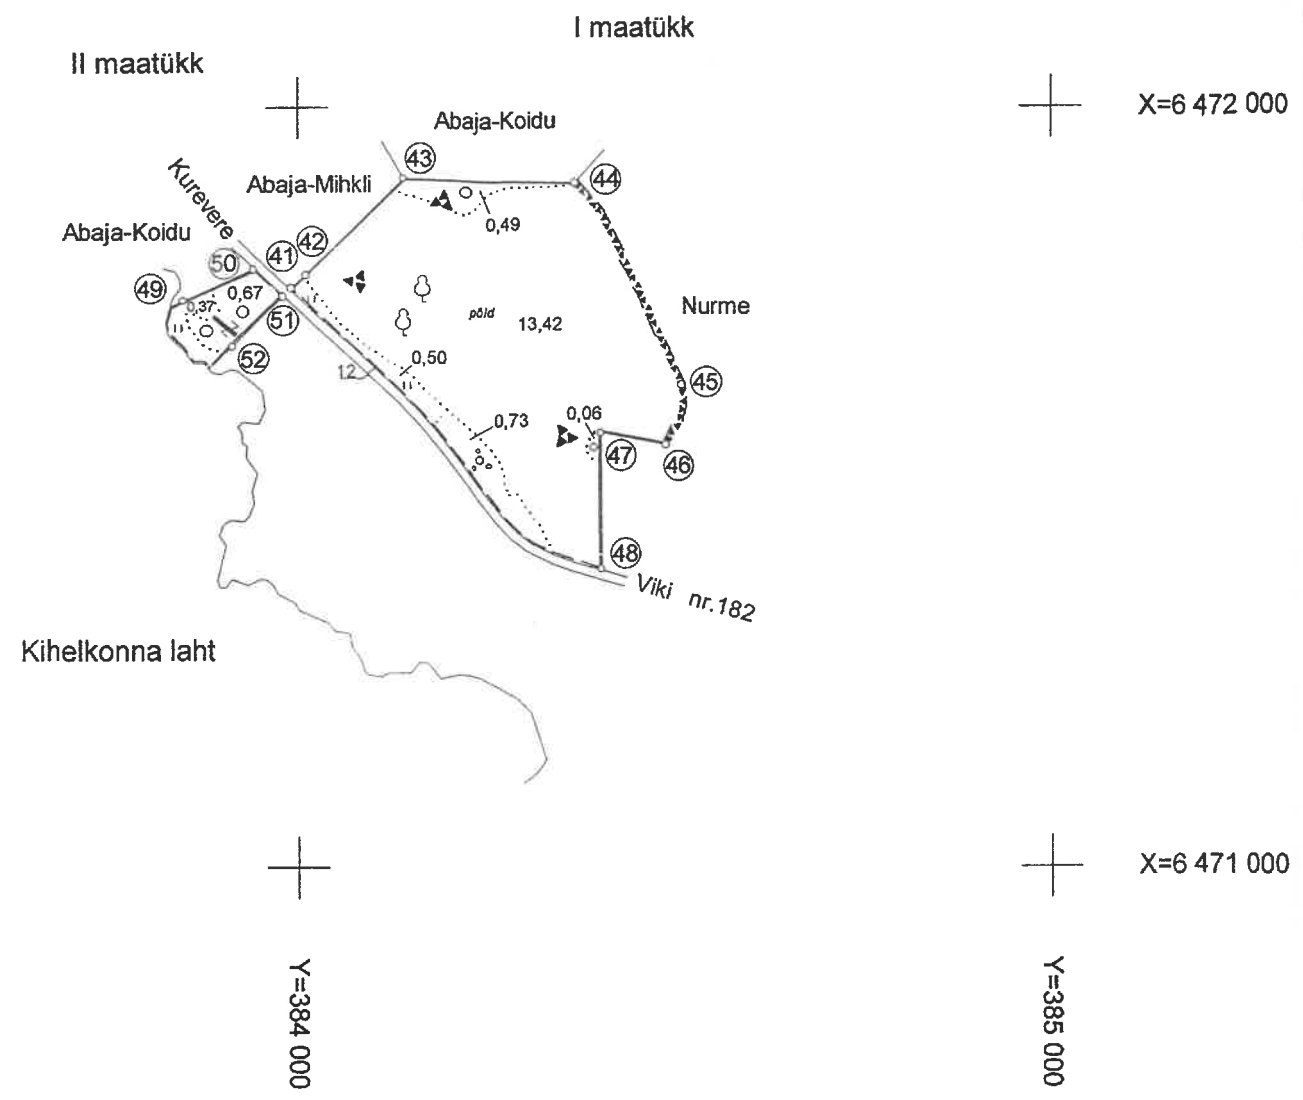 I maatükk
II maatükk
X=6 472 000
Abaja-Koidu
43
Kurevere
Abaja-Mihkli
44
0,49
Abaja-Koidu
41
42
50
49
0,67
0,37
51
põld
13,42
Nurme
52
12
0,50
45
0,73
0,06
47
46
48
Viki nr.182
Kihelkonna laht
X=6 471 000
Y=384 000
Y=385 000